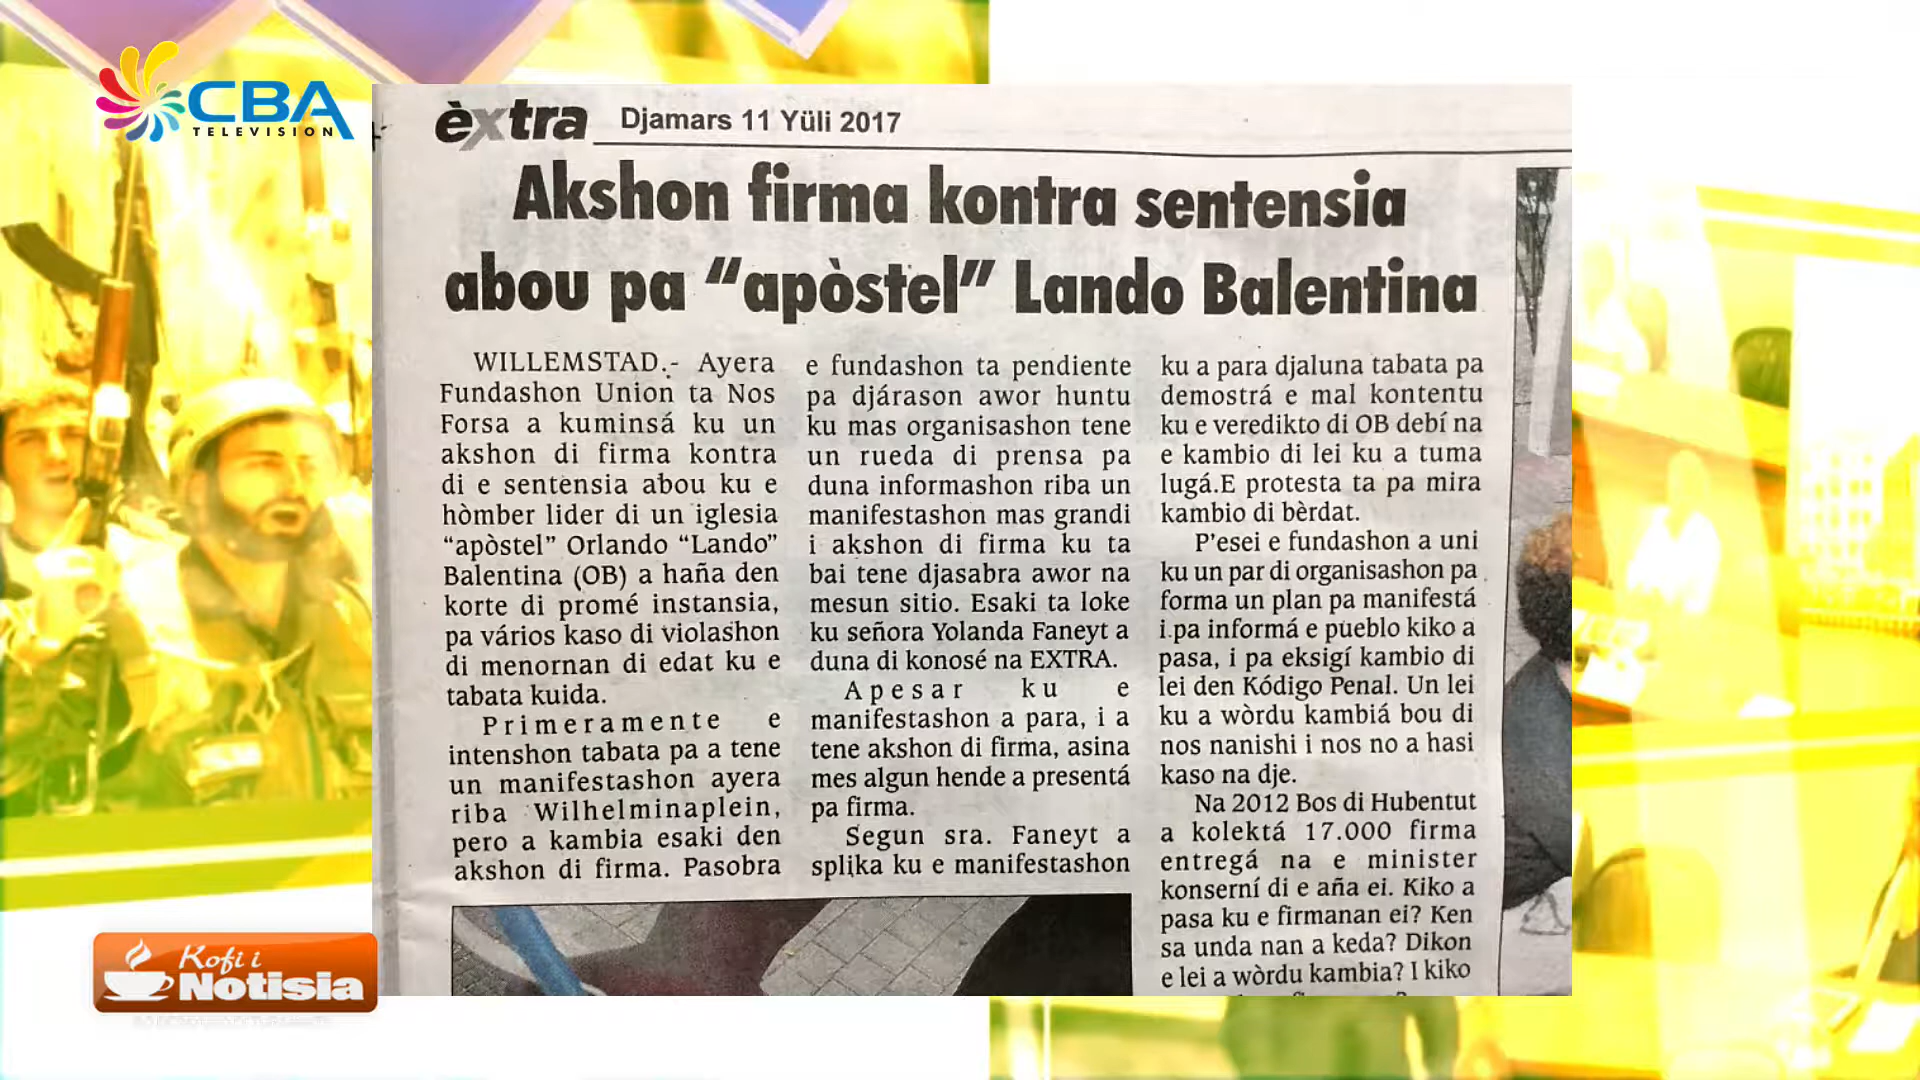 CBA
TELEVISION
èxtra
Djamars 11 Yüli 2017
Akshon firma kontra sentensia
abou pa “apòstel” Lando Balentina
WILLEMSTAD.- Ayera
Fundashon Union ta Nos
Forsa a kuminsá ku un
akshon di firma kontra
di e sentensia abou ku e
hòmber lider di un iglesia
“apòstel” Orlando “Lando”
Balentina (OB) a haña den
korte di promé instansia,
pa vários kaso di violashon
di menornan di edat ku e
tabata kuida.
Primeramente e
intenshon tabata pa a tene
un manifestashon ayera
riba Wilhelminaplein,
pero a kambia esaki den
akshon di firma. Pasobra
e fundashon ta pendiente
pa djárason awor huntu
ku mas organisashon tene
un rueda di prensa pa
duna informashon riba un
manifestashon mas grandi
i akshon di firma ku ta
bai tene djasabra awor na
mesun sitio. Esaki ta loke
ku señora Yolanda Faneyt a
duna di konosé na EXTRA.
Apesar ku e
manifestashon a para, i a
tene akshon di firma, asina
mes algun hende a presentá
pa firma.
Segun sra. Faneyt a
splika ku e manifestashon
ku a para djaluna tabata pa
demostrá e mal kontentu
ku e veredikto di OB debí na
e kambio di lei ku a tuma
lugá.E protesta ta pa mira
kambio di bèrdat.
P’esei e fundashon a uni
ku un par di organisashon pa
forma un plan pa manifestá
i pa informá e pueblo kiko a
pasa, i pa eksigí kambio di
lei den Kódigo Penal. Un lei
ku a wòrdu kambiá bou di
nos nanishi i nos no a hasi
kaso na dje.
Na 2012 Bos di Hubentut
a kolektá 17.000 firma
entregá na e minister
konserní di e aña ei. Kiko a
pasa ku e firmanan ei? Ken
sa unda nan a keda? Dikon
e lei a wòrdu kambia? I kiko
Kofi i
Notisia